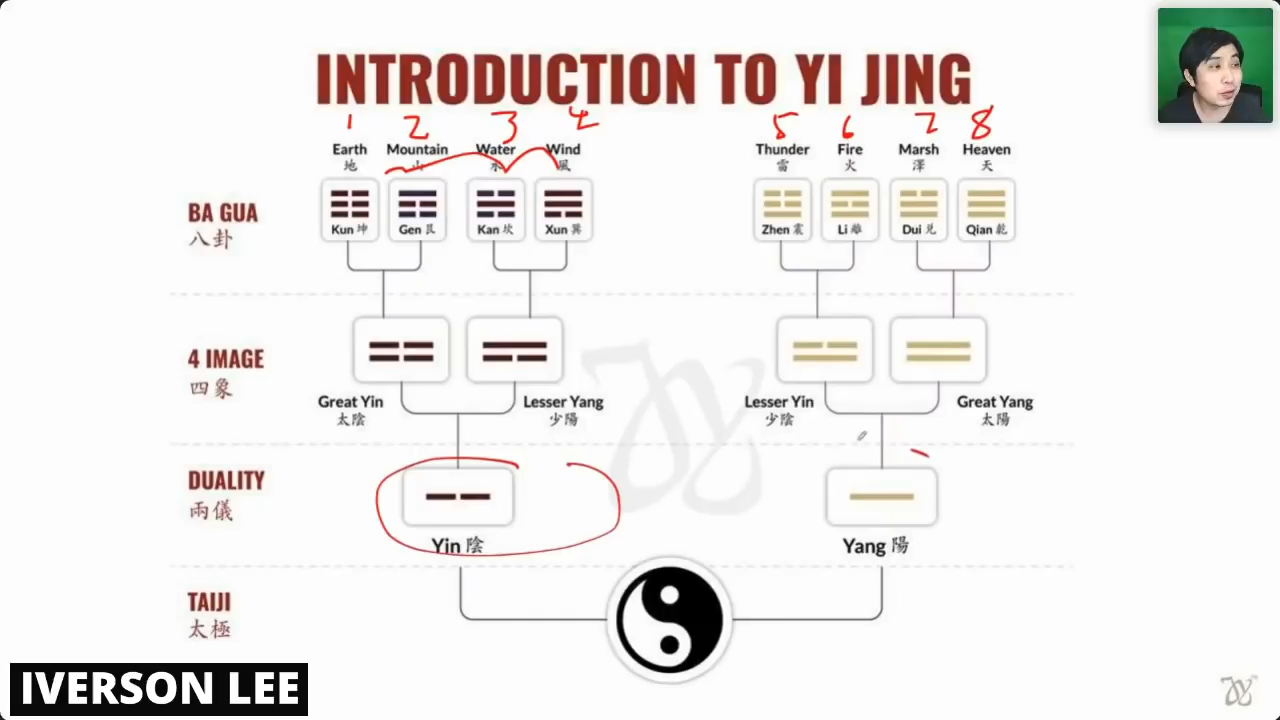 INTRODUCTION TO YI JING
1 2 3 4 5 6 7 8
Earth Mountain Water Wind Thunder Fire Marsh Heaven
地 山 水 風 雷 火 澤 天
BA GUA
八卦
Kun 坤 Gen 艮 Kan 坎 Xun 巽 Zhen 震 Li 離 Dui 兑 Qian 乾
4 IMAGE
四象
Great Yin Lesser Yang Lesser Yin Great Yang
太陰 少陽 少陰 太陽
DUALITY
兩儀
Yin 陰 Yang 陽
TAIJI
太極
IVERSON LEE